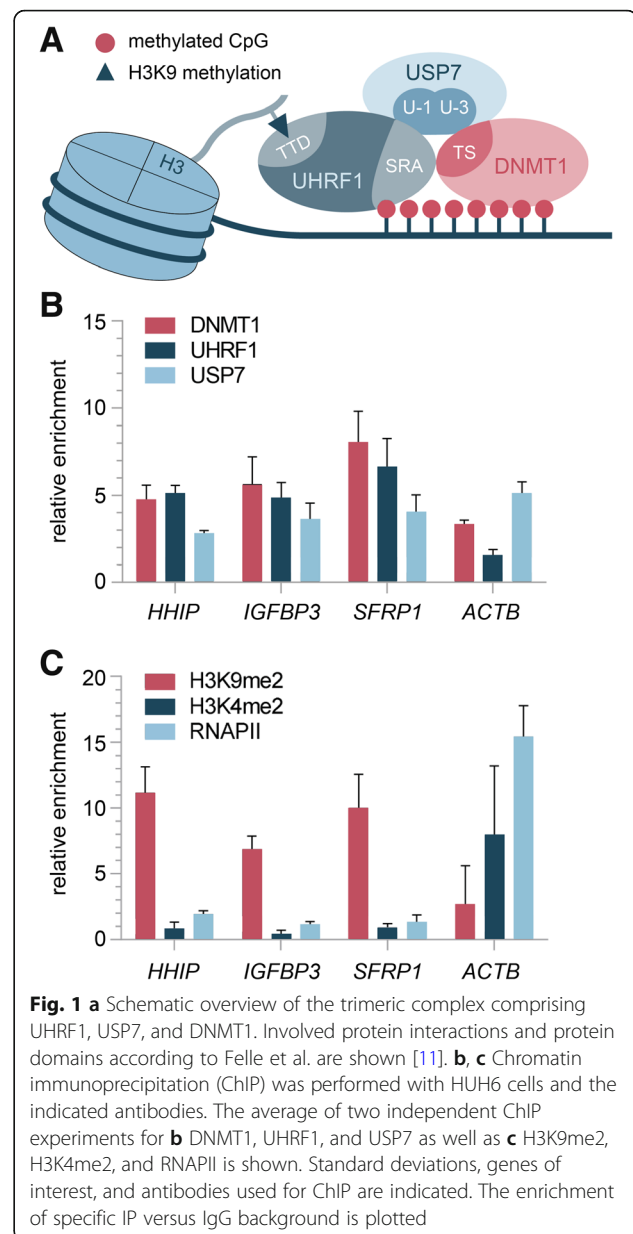 A
methylated CpG
H3K9 methylation
USP7
U-1 U-3
H3
TTD
UHRF1
SRA
TS
DNMT1
B
DNMT1
UHRF1
USP7
relative enrichment
15
10
5
0
HHIP IGFBP3 SFRP1 ACTB
C
H3K9me2
H3K4me2
RNAPII
relative enrichment
20
15
10
5
0
HHIP IGFBP3 SFRP1 ACTB
Fig. 1 a Schematic overview of the trimeric complex comprising
UHRF1, USP7, and DNMT1. Involved protein interactions and protein
domains according to Felle et al. are shown [11]. b, c Chromatin
immunoprecipitation (ChIP) was performed with HUH6 cells and the
indicated antibodies. The average of two independent ChIP
experiments for b DNMT1, UHRF1, and USP7 as well as c H3K9me2,
H3K4me2, and RNAPII is shown. Standard deviations, genes of
interest, and antibodies used for ChIP are indicated. The enrichment
of specific IP versus IgG background is plotted